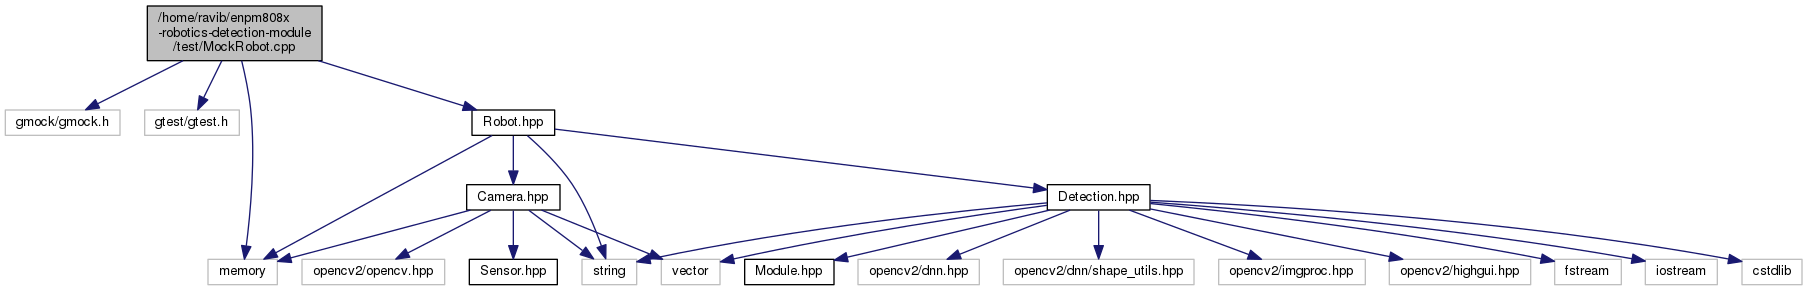 /home/ravib/enpm808x
-robotics-detection-module
/test/MockRobot.cpp
gmock/gmock.h
gtest/gtest.h
Robot.hpp
Camera.hpp
Detection.hpp
memory
opencv2/opencv.hpp
Sensor.hpp
string
vector
Module.hpp
opencv2/dnn.hpp
opencv2/dnn/shape_utils.hpp
opencv2/imgproc.hpp
opencv2/highgui.hpp
fstream
iostream
cstdlib